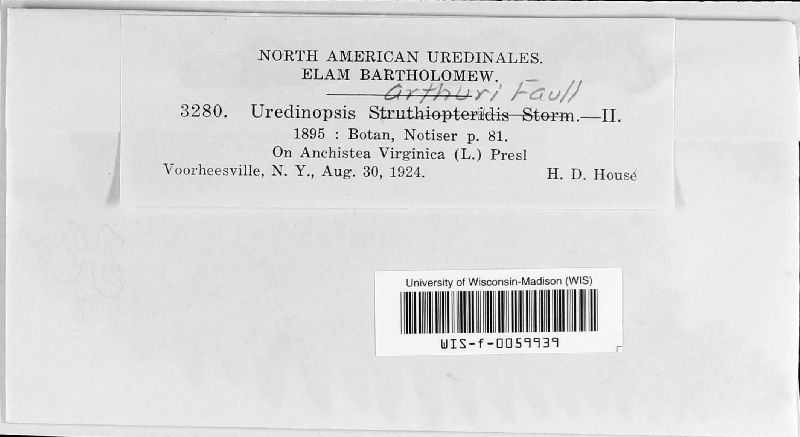 NORTH AMERICAN UREDINALES.
ELAM BARTHOLOMEW.
arthuri Faull
3280. Uredinopsis Struthiopteridis Storm.—II.
1895 : Botan, Notiser p. 81.
On Anchistea Virginica (L.) Presl
Voorheesville, N. Y., Aug. 30, 1924. H. D. House
University of Wisconsin-Madison (WIS)
WIS-f-0059939